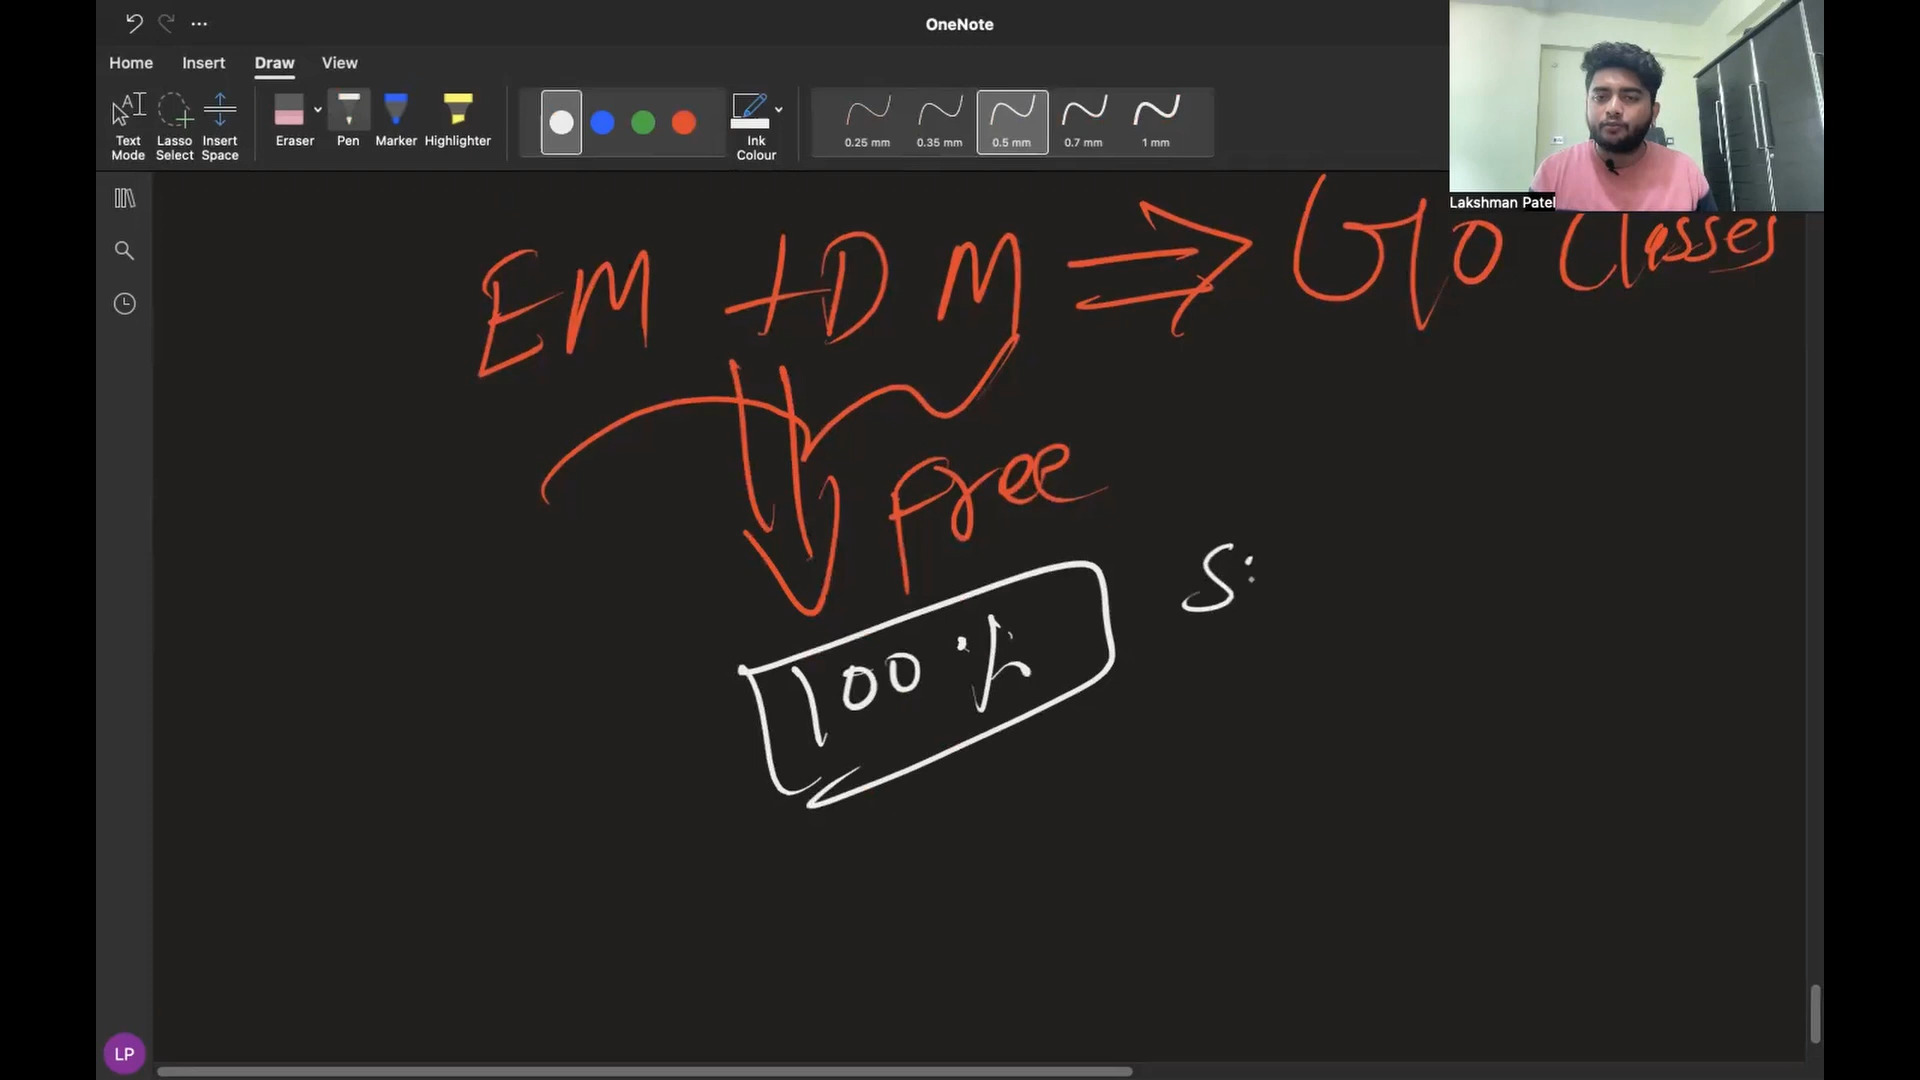 OneNote
Home Insert Draw View
Text Mode
Lasso Select
Insert Space
Eraser
Pen
Marker
Highlighter
Ink Colour
0.25 mm
0.35 mm
0.5 mm
0.7 mm
1 mm
Lakshman Patel
EM + DM ⇒ GO Classes
free
100 %
S:
LP